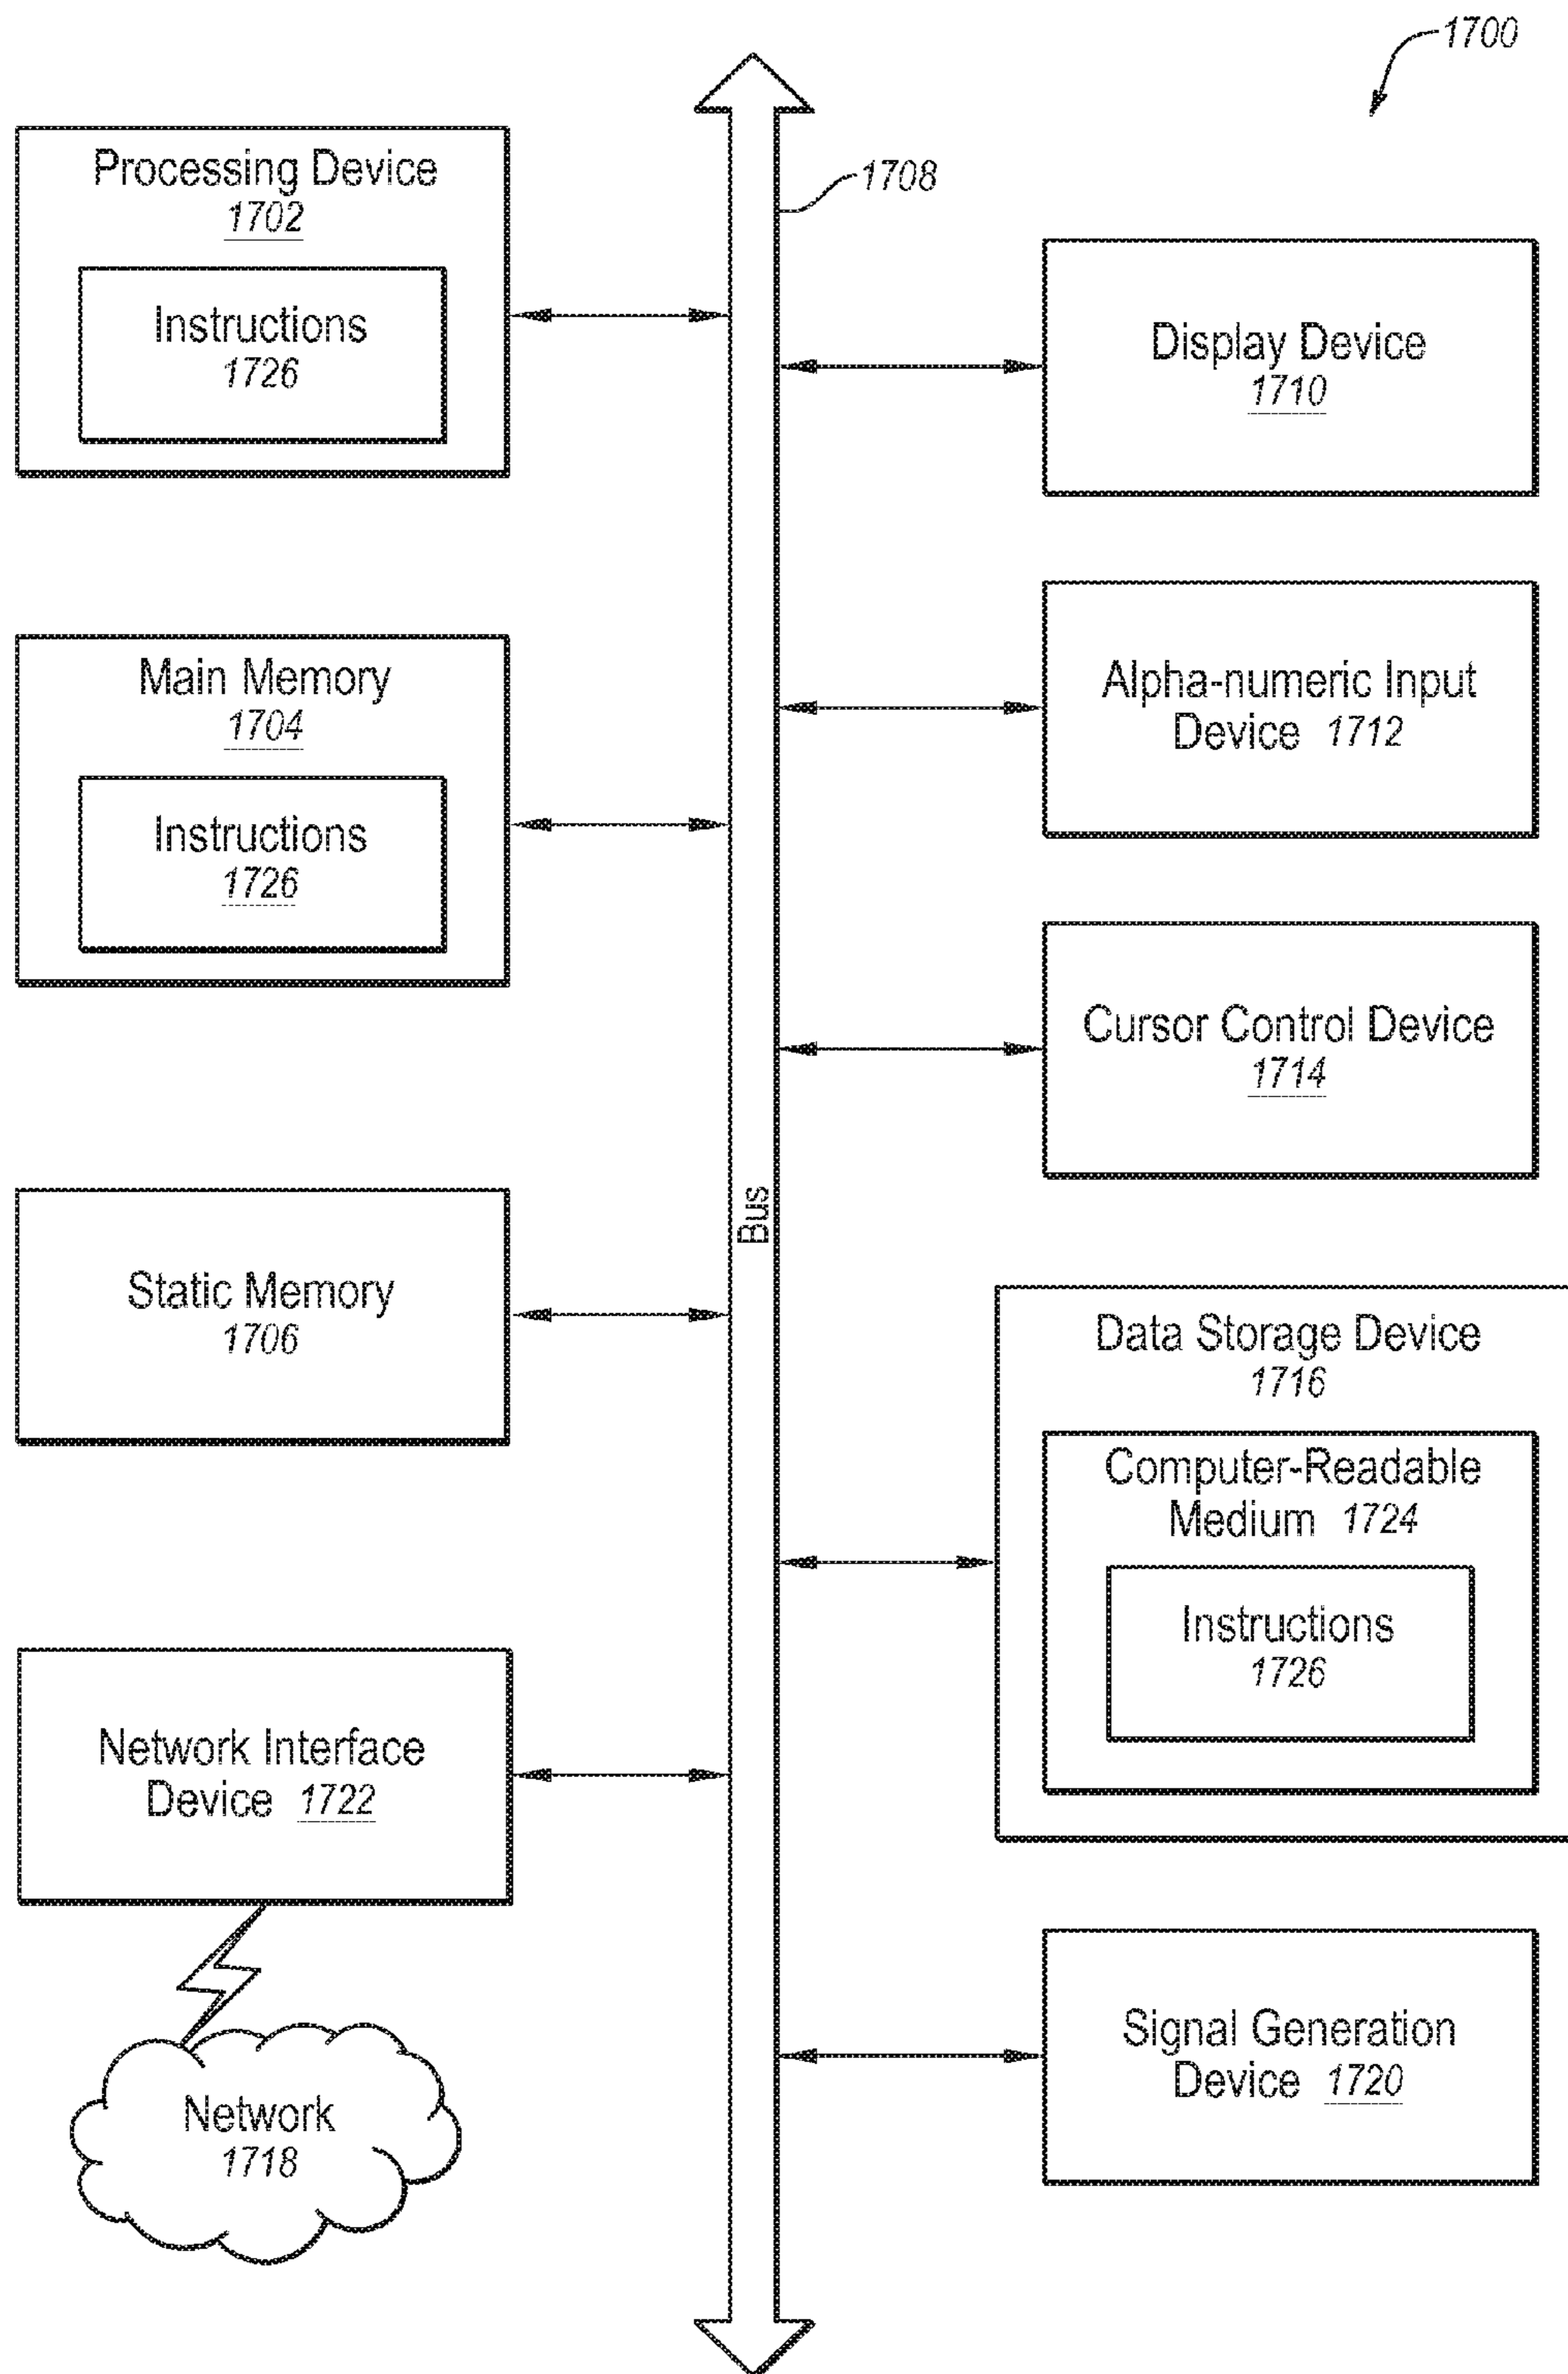 1700
1708
Processing Device
1702
Instructions
1726
Main Memory
1704
Instructions
1726
Static Memory
1706
Network Interface
Device 1722
Network
1718
Bus
Display Device
1710
Alpha-numeric Input
Device 1712
Cursor Control Device
1714
Data Storage Device
1716
Computer-Readable
Medium 1724
Instructions
1726
Signal Generation
Device 1720